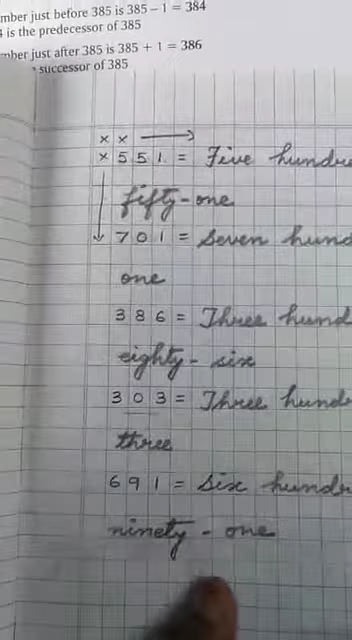 mber just before 385 is 385 – 1 = 384
is the predecessor of 385
mber just after 385 is 385 + 1 = 386
successor of 385
× ×
× 5 5 1 = Five hundre
fifty-one
7 0 1 = Seven hund
one
3 8 6 = Three hund
eighty-six
3 0 3 = Three hundr
three
6 9 1 = Six hundr
ninety-one